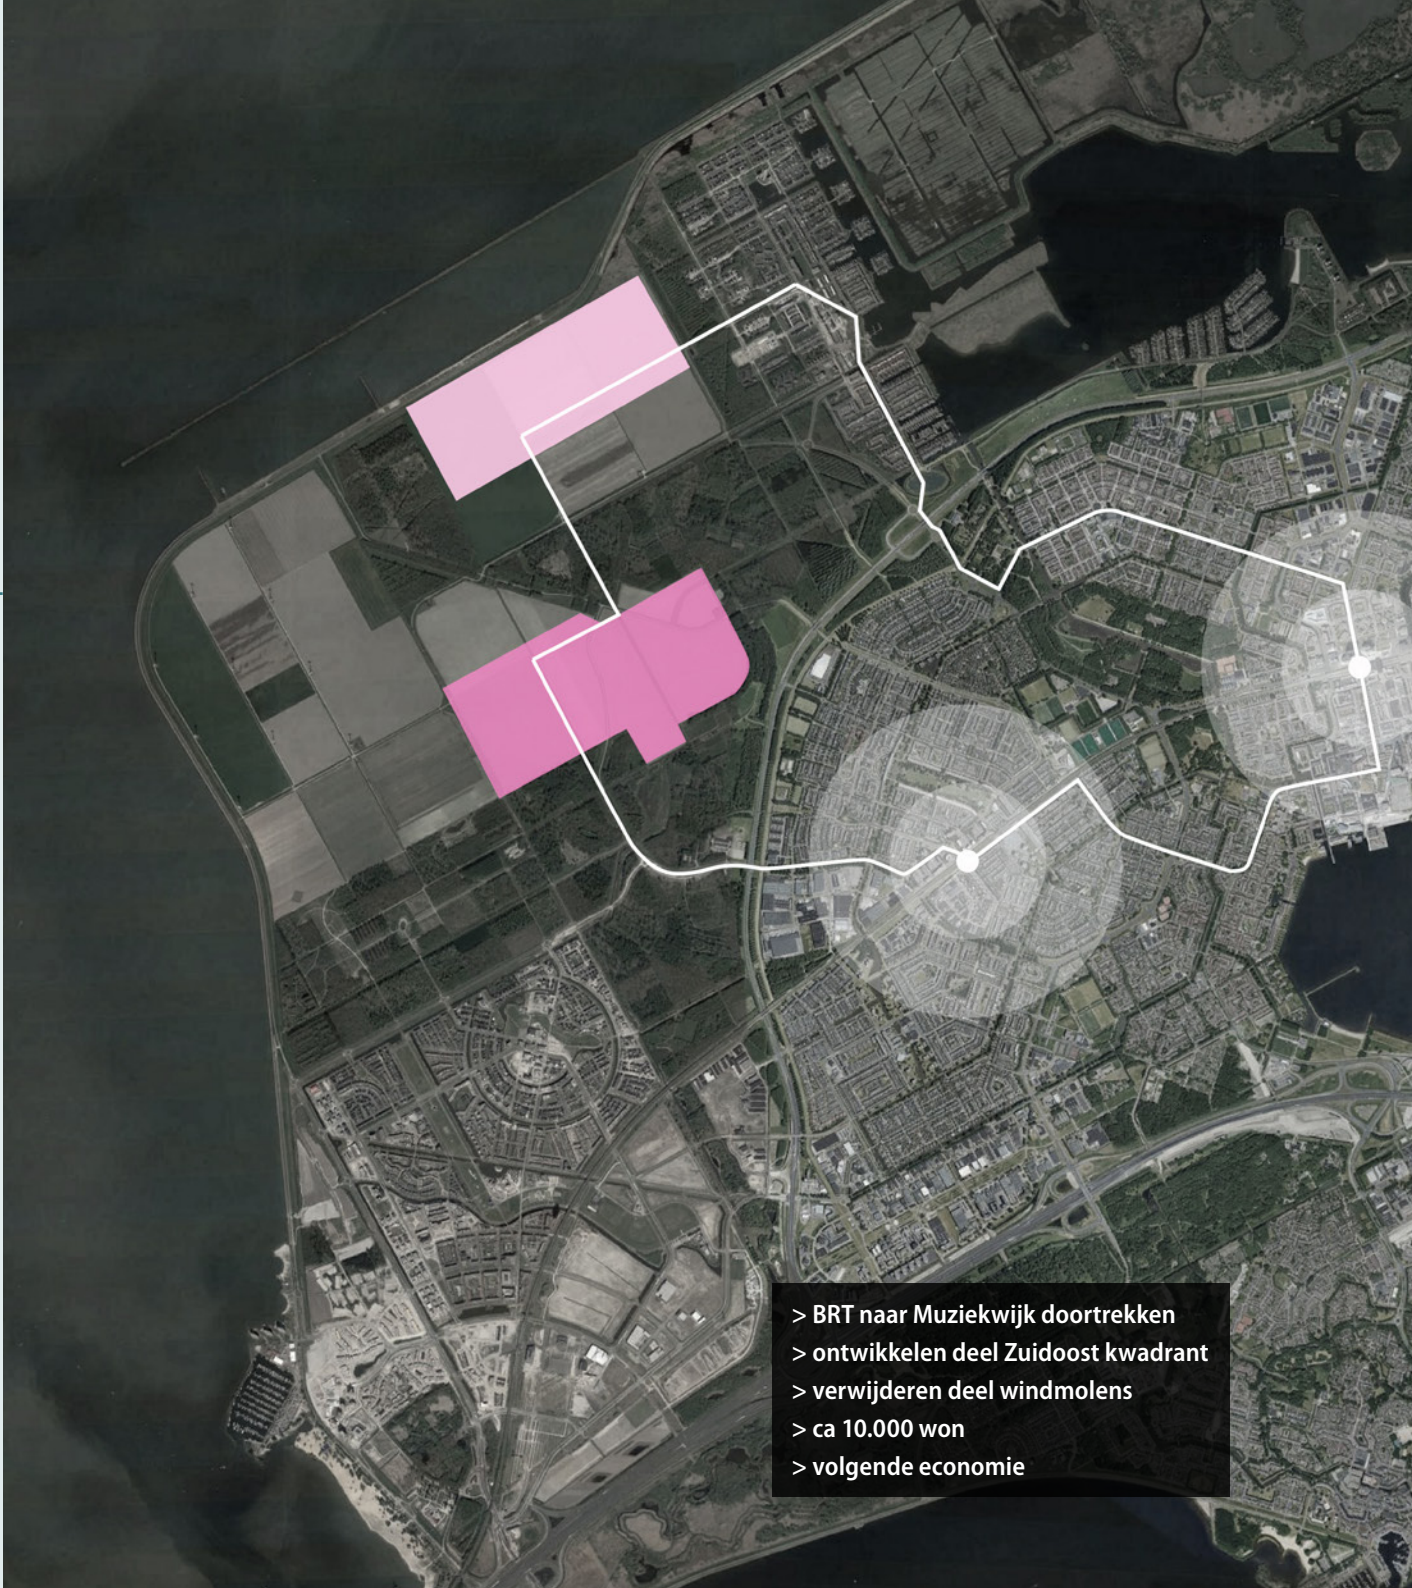 > BRT naar Muziekwijk doortrekken
> ontwikkelen deel Zuidoost kwadrant
> verwijderen deel windmolens
> ca 10.000 won
> volgende economie